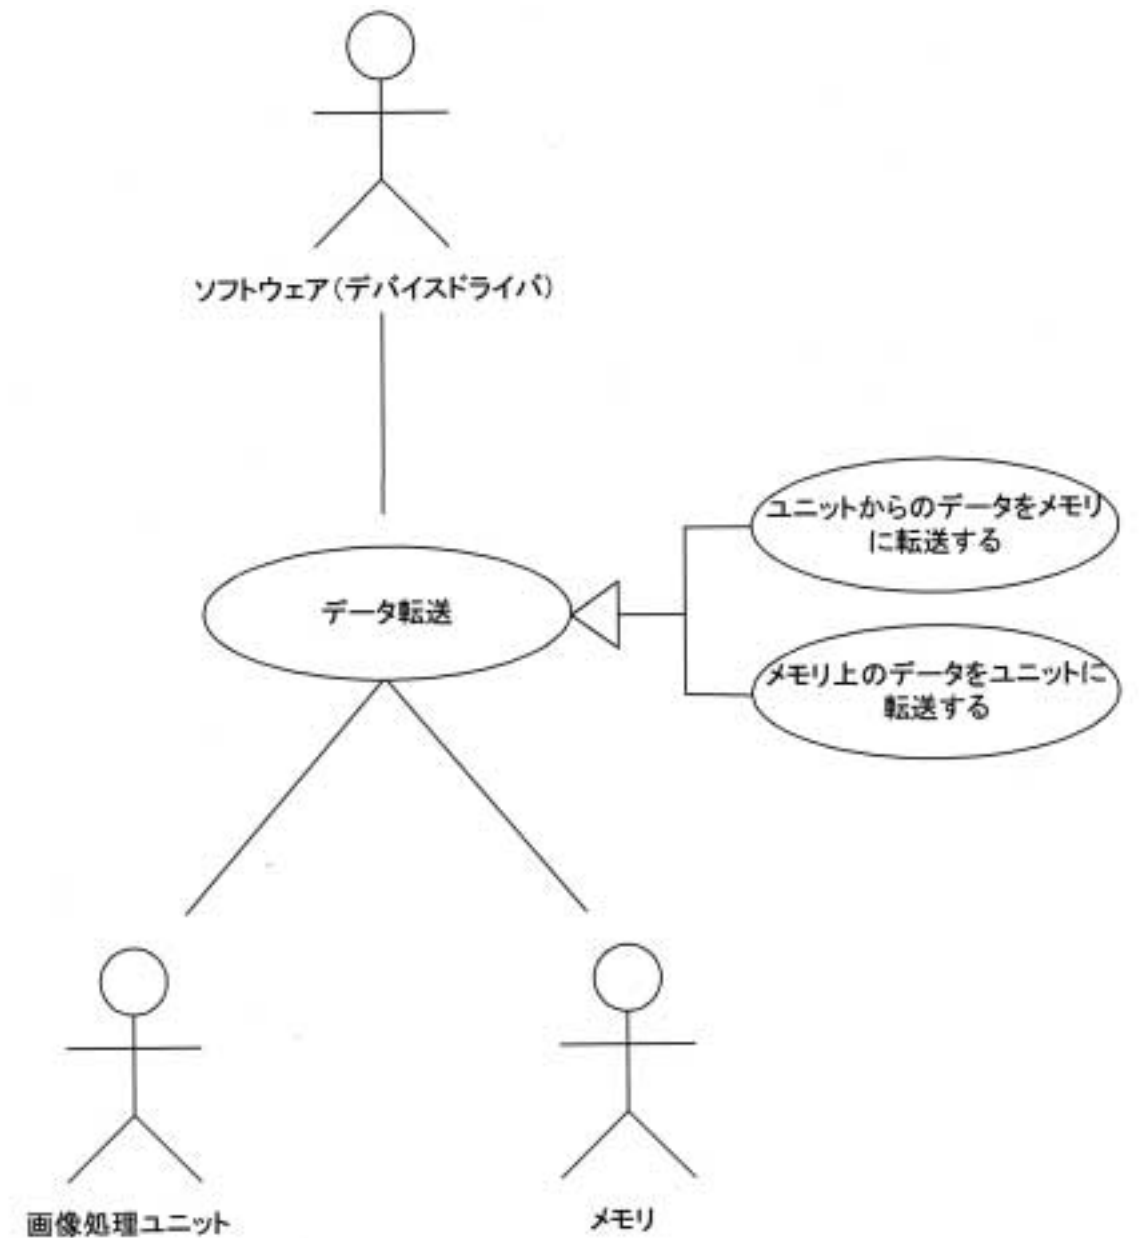 ソフトウェア(デバイスドライバ)
ユニットからのデータをメモリ
に転送する
データ転送
メモリ上のデータをユニットに
転送する
画像処理ユニット
メモリ